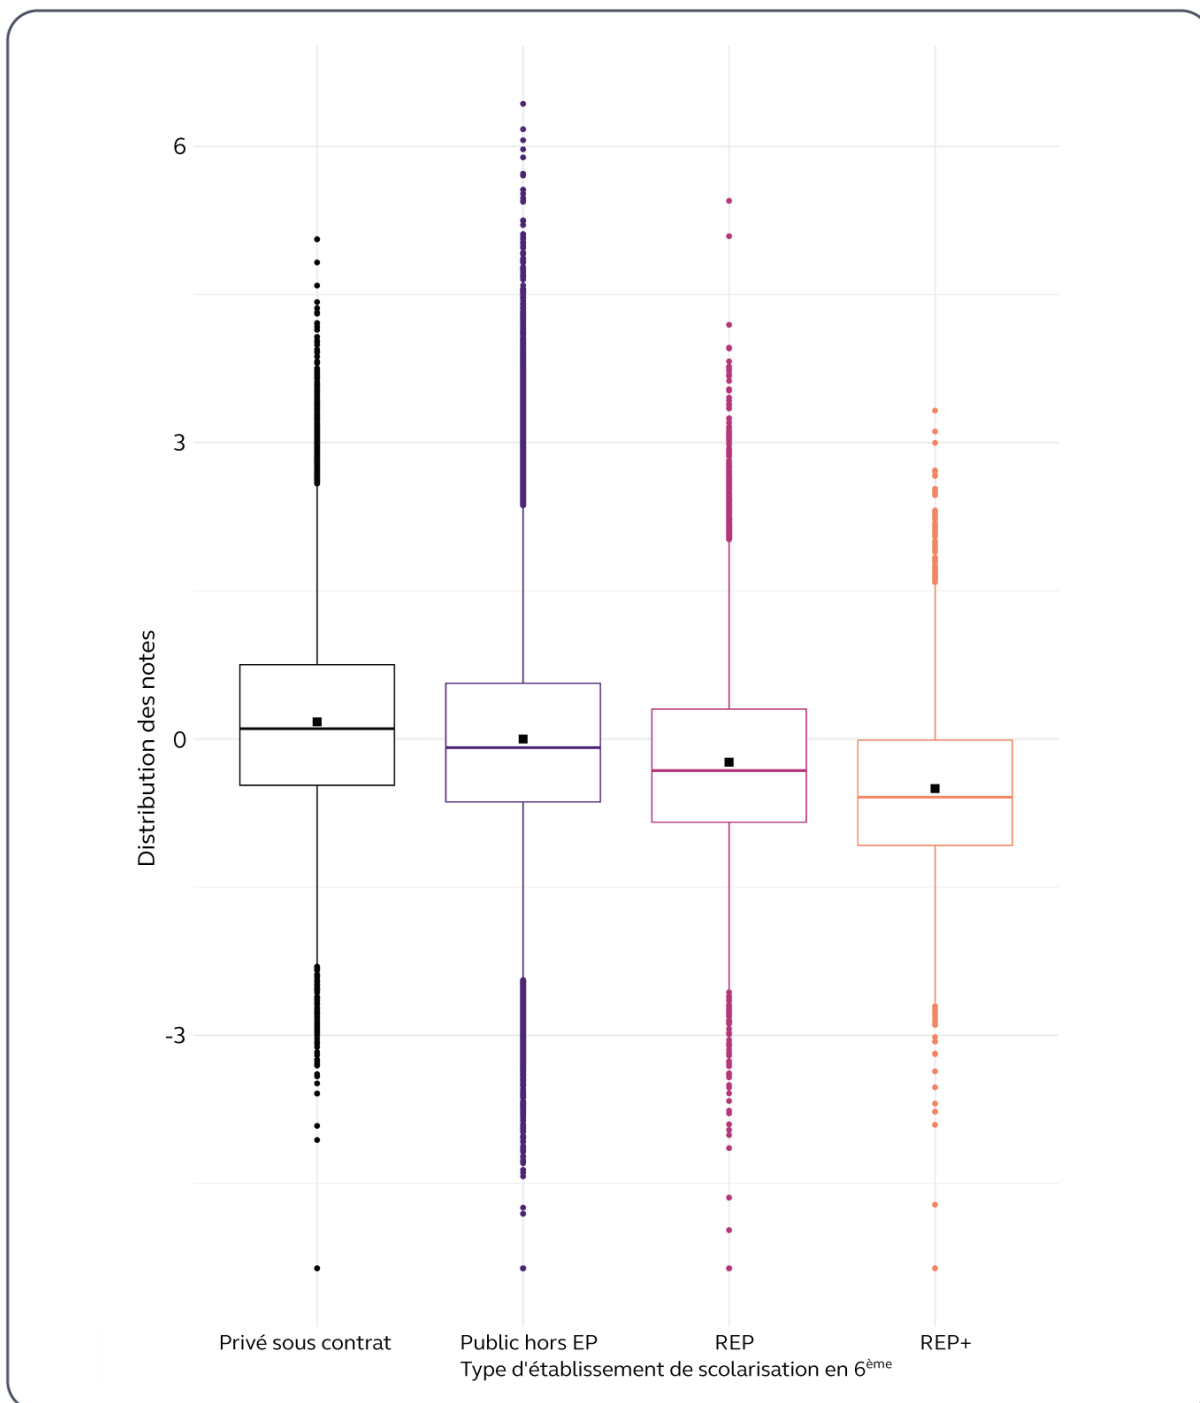 6
3
0
-3
Distribution des notes
Privé sous contrat
Public hors EP
REP
REP+
Type d'établissement de scolarisation en 6ème